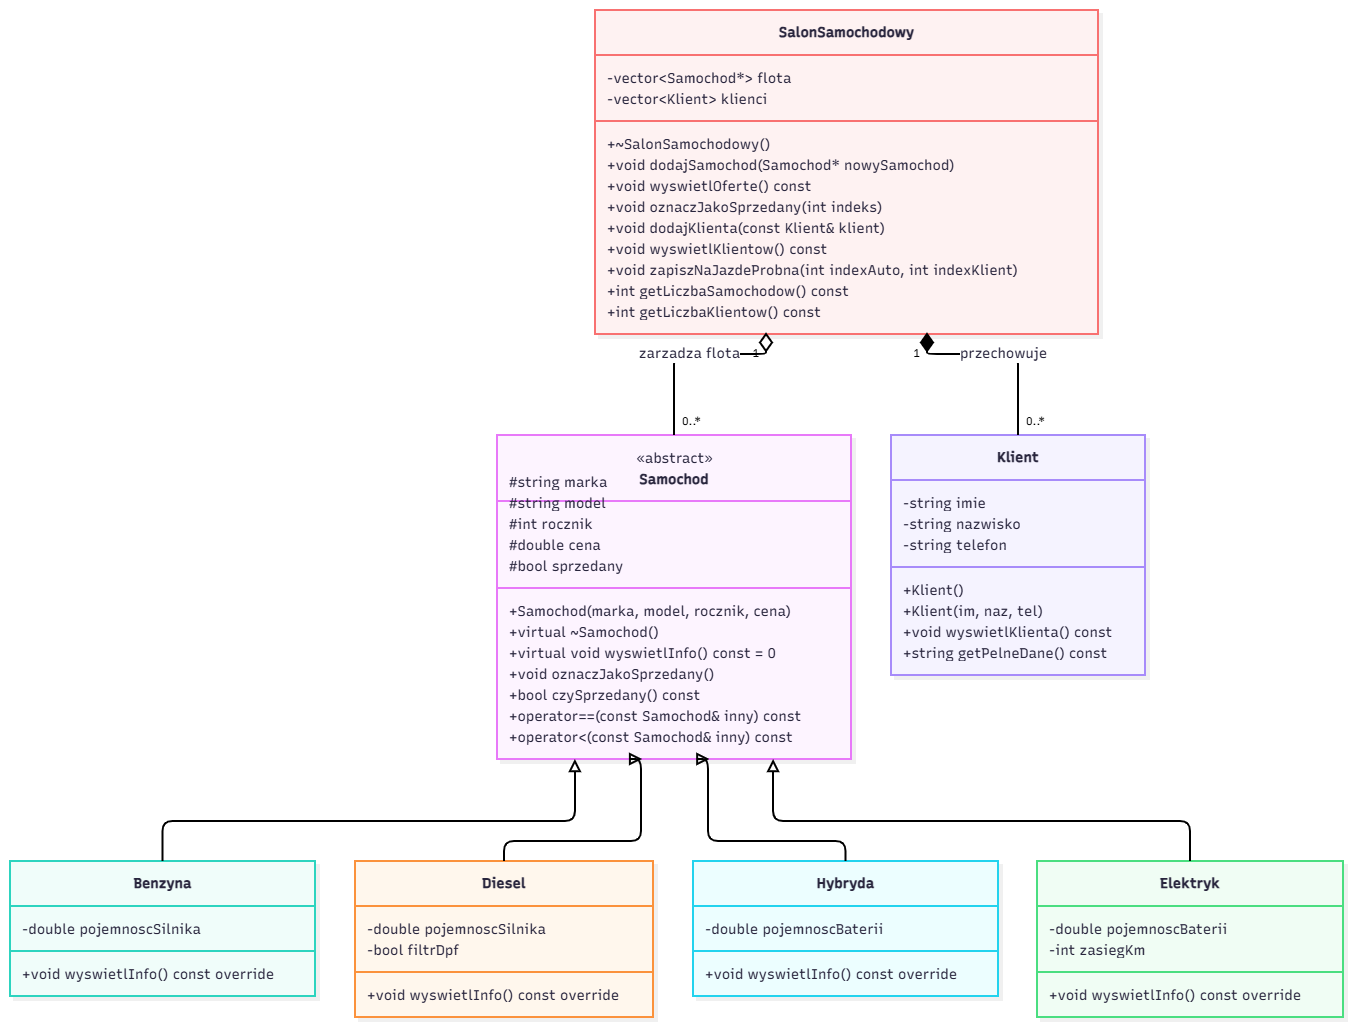 SalonSamochodowy
-vector<Samochod*> flota
-vector<Klient> klienci
+~SalonSamochodowy()
+void dodajSamochod(Samochod* nowySamochod)
+void wyswietlOferte() const
+void oznaczJakoSprzedany(int indeks)
+void dodajKlienta(const Klient& klient)
+void wyswietlKlientow() const
+void zapiszNaJazdeProbna(int indexAuto, int indexKlient)
+int getLiczbaSamochodow() const
+int getLiczbaKlientow() const
zarzadza flota
1
1
przechowuje
0..*
0..*
«abstract»
Samochod
#string marka
#string model
#int rocznik
#double cena
#bool sprzedany
+Samochod(marka, model, rocznik, cena)
+virtual ~Samochod()
+virtual void wyswietlInfo() const = 0
+void oznaczJakoSprzedany()
+bool czySprzedany() const
+operator==(const Samochod& inny) const
+operator<(const Samochod& inny) const
Klient
-string imie
-string nazwisko
-string telefon
+Klient()
+Klient(im, naz, tel)
+void wyswietlKlienta() const
+string getPelneDane() const
Benzyna
-double pojemnoscSilnika
+void wyswietlInfo() const override
Diesel
-double pojemnoscSilnika
-bool filtrDpf
+void wyswietlInfo() const override
Hybryda
-double pojemnoscBaterii
+void wyswietlInfo() const override
Elektryk
-double pojemnoscBaterii
-int zasiegKm
+void wyswietlInfo() const override